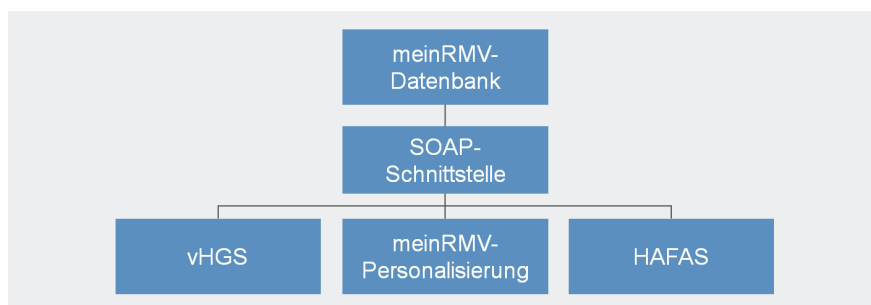 meinRMV-
Datenbank
SOAP-
Schnittstelle
vHGS
meinRMV-
Personalisierung
HAFAS